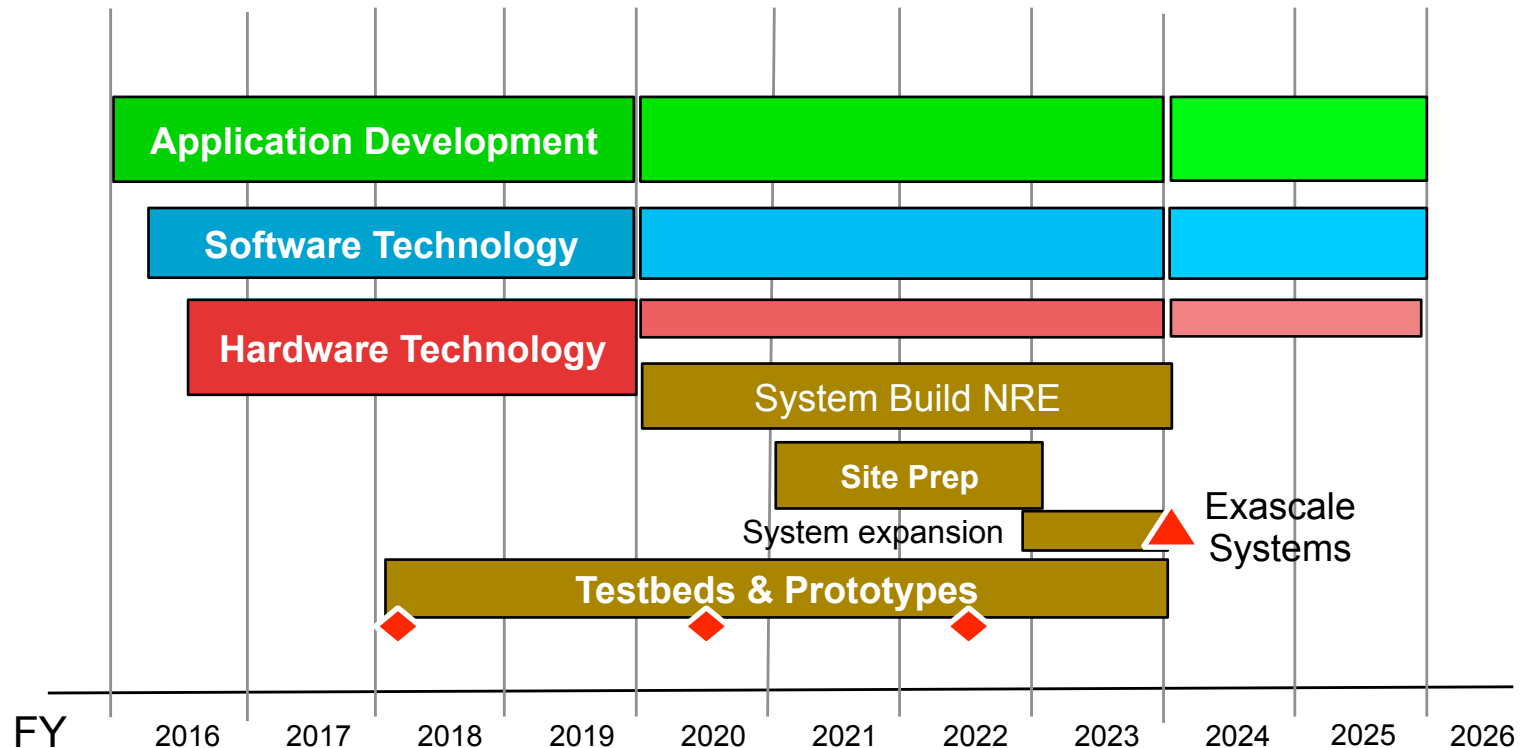 Application Development
Software Technology
Hardware Technology
System Build NRE
Site Prep
System expansion
Exascale
Systems
Testbeds & Prototypes
FY 2016 2017 2018 2019 2020 2021 2022 2023 2024 2025 2026